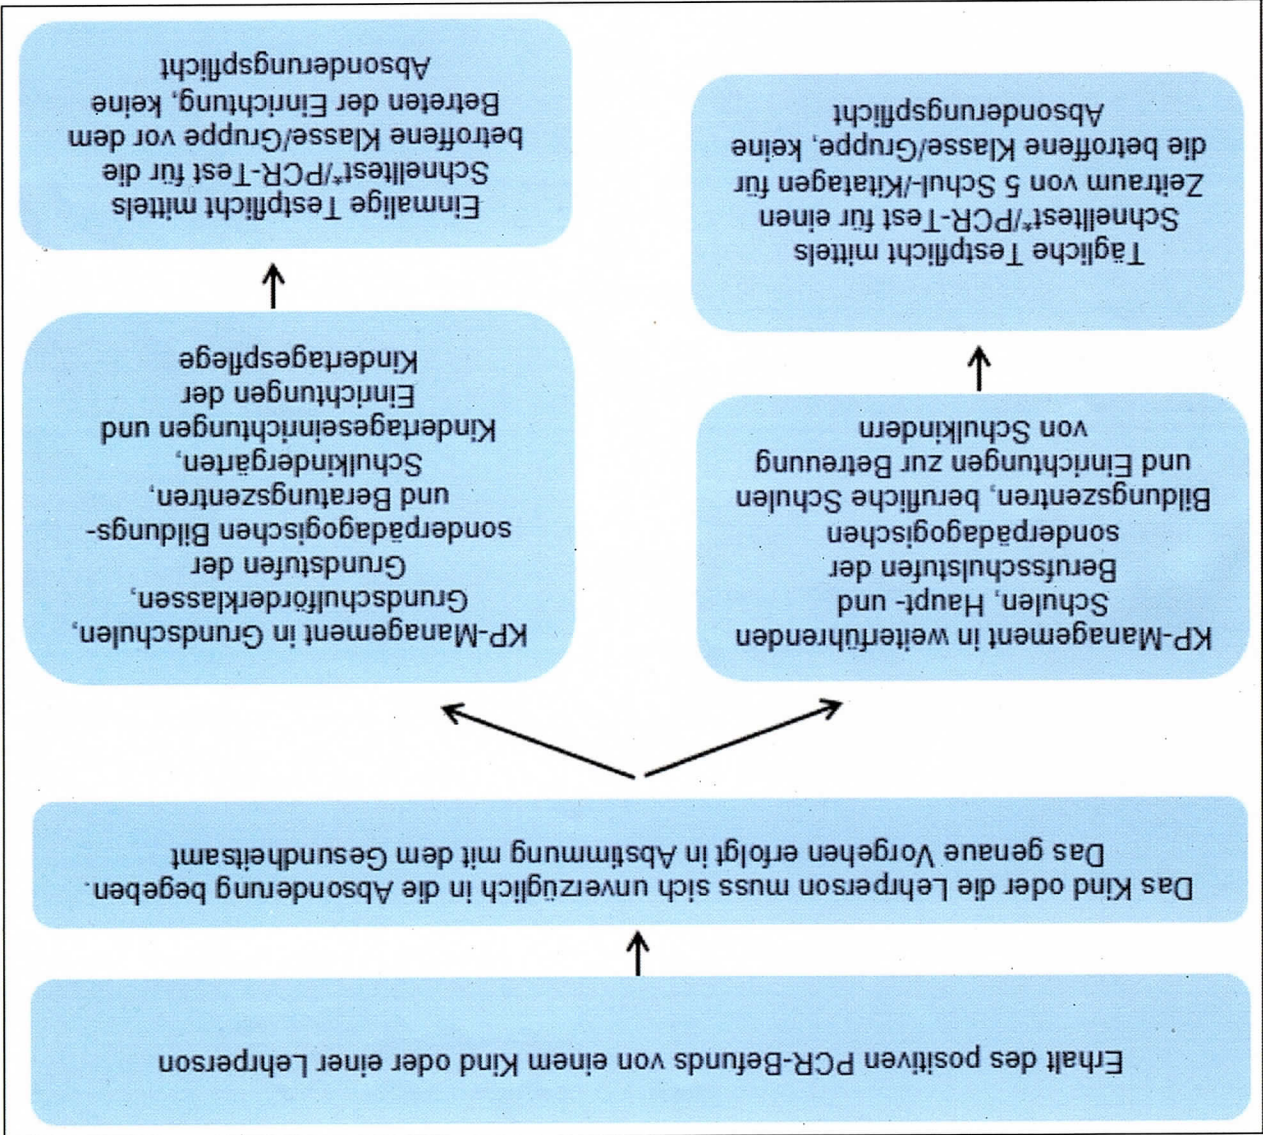 Erhalt des positiven PCR-Befunds von einem Kind oder einer Lehrperson
Das Kind oder die Lehrperson muss sich unverzüglich in die Absonderung begeben.
Das genaue Vorgehen erfolgt in Abstimmung mit dem Gesundheitsamt
KP-Management in weiterführenden
Schulen, Haupt- und
Berufsschulstufen der
sonderpädagogischen
Bildungszentren, berufliche Schulen
und Einrichtungen zur Betreuung
von Schulkindern
KP-Management in Grundschulen,
Grundschulförderklassen,
Grundstufen der
sonderpädagogischen Bildungs-
und Beratungszentren,
Schulkindergärten,
Kindertageseinrichtungen und
Einrichtungen der
Kindertagespflege
Tägliche Testpflicht mittels
Schnelltest*/PCR-Test für einen
Zeitraum von 5 Schul-/Kitatagen für
die betroffene Klasse/Gruppe, keine
Absonderungspflicht
Einmalige Testpflicht mittels
Schnelltest*/PCR-Test für die
betroffene Klasse/Gruppe vor dem
Betreten der Einrichtung, keine
Absonderungspflicht